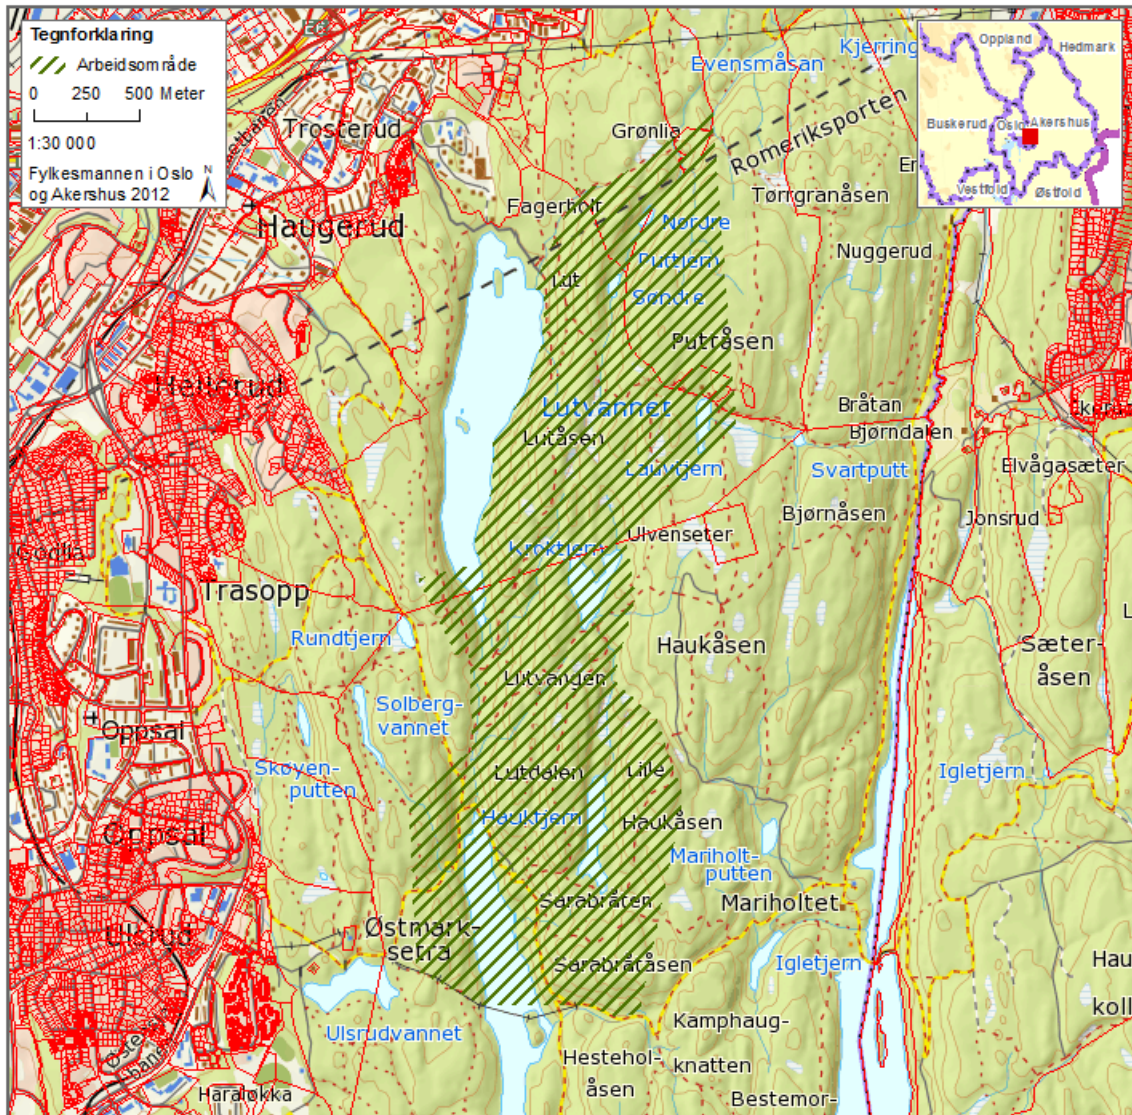 Tegnforklaring
Arbeidsområde
0 250 500 Meter
1:30 000
Fylkesmannen i Oslo
og Akershus 2012
N
E6
Kjerring
Evensmåsan
Oppland
Hedmark
Buskerud
Oslo
Akershus
Vestfold
Østfold
Trosterud
Grønlia
Romeriksporten
Tørrgranåsen
Fagerholt
Haugerud
Nordre
Puttjern
Nuggerud
Lut
Søndre
Puttåsen
Hellerud
Lutvannet
Bråtan
Lutåsen
Bjørndalen
Lauvtjern
Svartputt
Elvågasæter
Bjørnåsen
Jonsrud
Ulvenseter
Godlia
Kroktjern
Trasopp
Rundtjern
Haukåsen
Sæter-
åsen
Lutvangen
Solberg-
vannet
Oppsal
Skøyen-
putten
Lutdalen
Lille
Igletjern
Hauktjern
Haukåsen
Oppsal
Mariholt-
putten
Sarabråten
Mariholtet
Ulsrud
Østmark-
setra
Sarabråtåsen
Igletjern
Hau
koll
Ulsrudvannet
Kamphaug-
knatten
Hestehol-
åsen
Bestemor-
Haraløkka